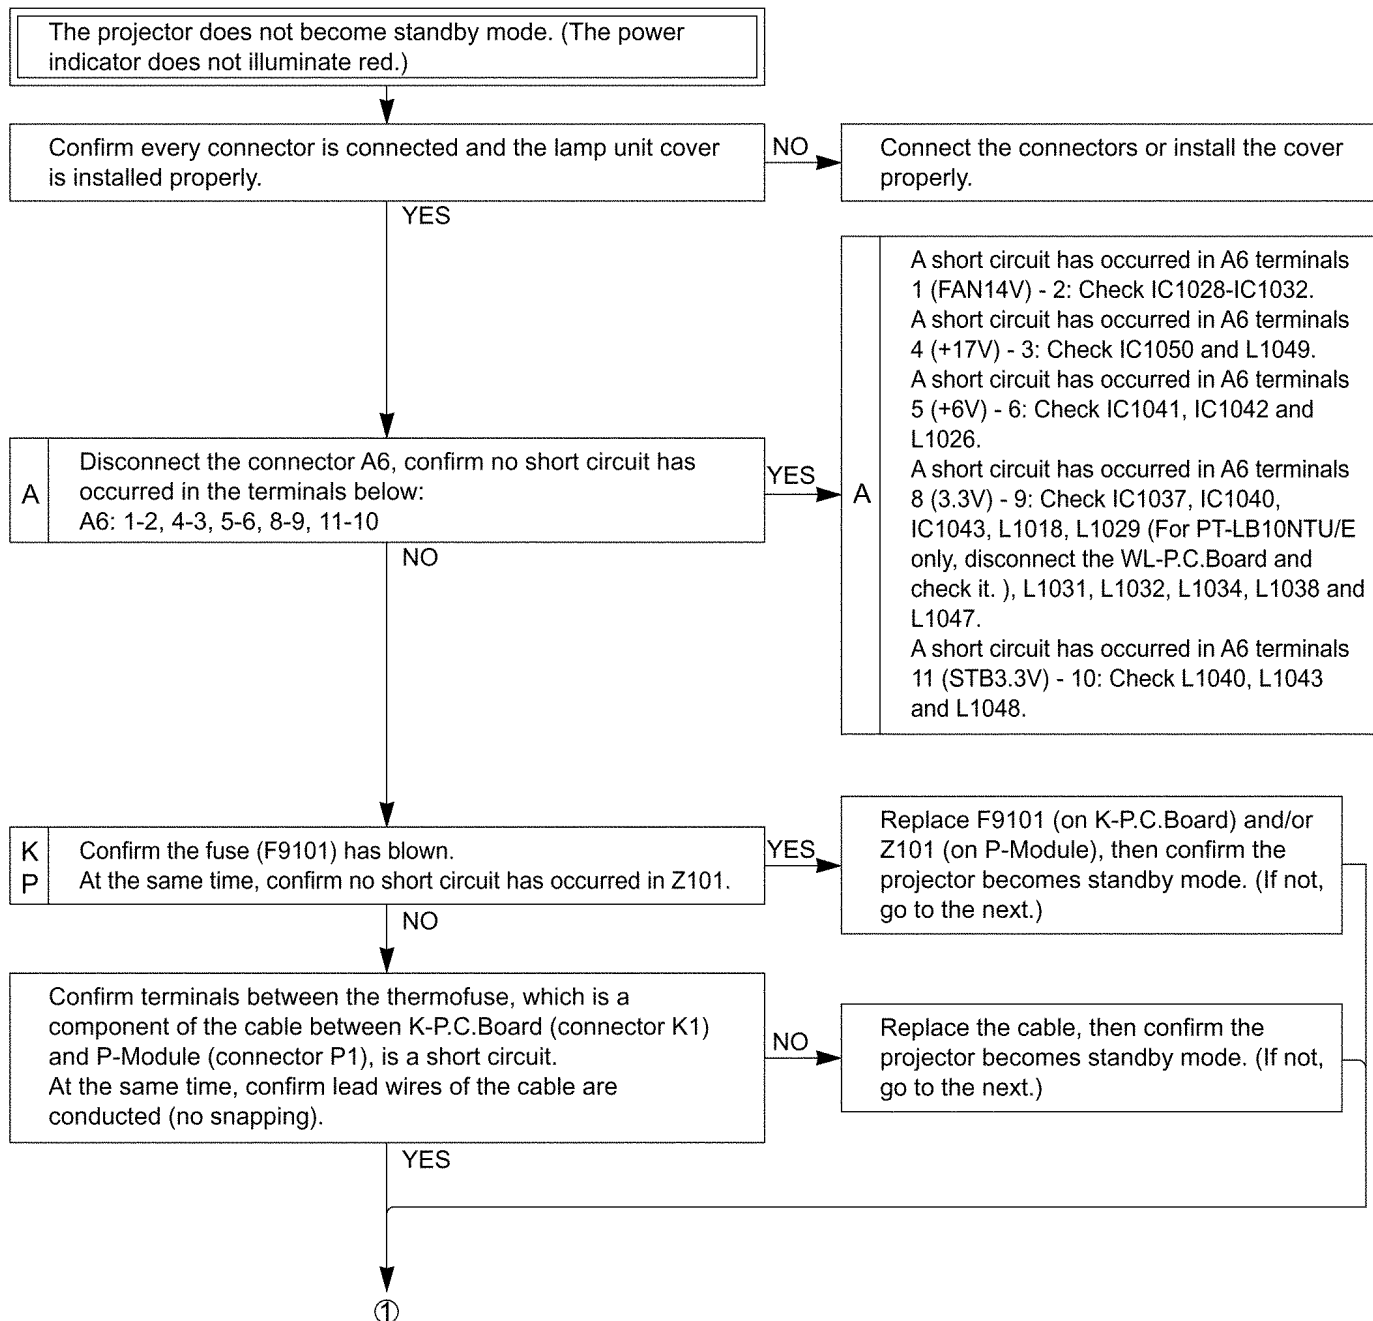 The projector does not become standby mode. (The power
indicator does not illuminate red.)
Confirm every connector is connected and the lamp unit cover
is installed properly.
NO
Connect the connectors or install the cover
properly.
YES
A
Disconnect the connector A6, confirm no short circuit has
occurred in the terminals below:
A6: 1-2, 4-3, 5-6, 8-9, 11-10
YES
A
A short circuit has occurred in A6 terminals
1 (FAN14V) - 2: Check IC1028-IC1032.
A short circuit has occurred in A6 terminals
4 (+17V) - 3: Check IC1050 and L1049.
A short circuit has occurred in A6 terminals
5 (+6V) - 6: Check IC1041, IC1042 and
L1026.
A short circuit has occurred in A6 terminals
8 (3.3V) - 9: Check IC1037, IC1040,
IC1043, L1018, L1029 (For PT-LB10NTU/E
only, disconnect the WL-P.C.Board and
check it. ), L1031, L1032, L1034, L1038 and
L1047.
A short circuit has occurred in A6 terminals
11 (STB3.3V) - 10: Check L1040, L1043
and L1048.
NO
K
P
Confirm the fuse (F9101) has blown.
At the same time, confirm no short circuit has occurred in Z101.
YES
Replace F9101 (on K-P.C.Board) and/or
Z101 (on P-Module), then confirm the
projector becomes standby mode. (If not,
go to the next.)
NO
Confirm terminals between the thermofuse, which is a
component of the cable between K-P.C.Board (connector K1)
and P-Module (connector P1), is a short circuit.
At the same time, confirm lead wires of the cable are
conducted (no snapping).
NO
Replace the cable, then confirm the
projector becomes standby mode. (If not,
go to the next.)
YES
①